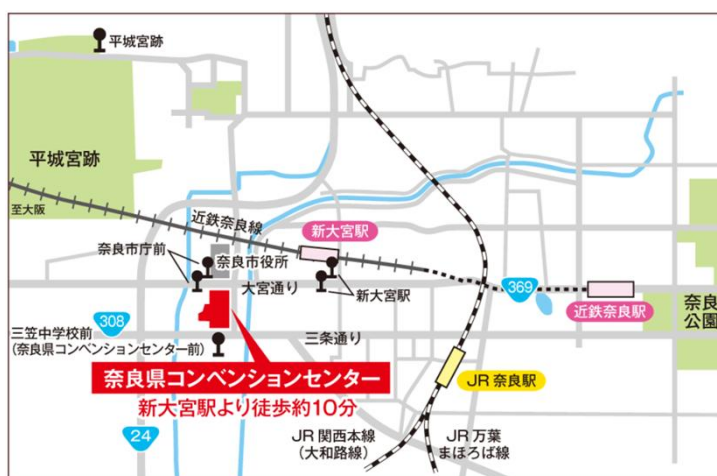 平城宮跡
平城宮跡
至大阪
近鉄奈良線
新大宮駅
奈良市庁前
奈良市役所
大宮通り
新大宮駅
369
近鉄奈良駅
奈良
公園
308
三笠中学校前
(奈良県コンベンションセンター前)
三条通り
奈良県コンベンションセンター
新大宮駅より徒歩約10分
JR 奈良駅
24
JR 関西本線
(大和路線)
JR 万葉
まほろば線